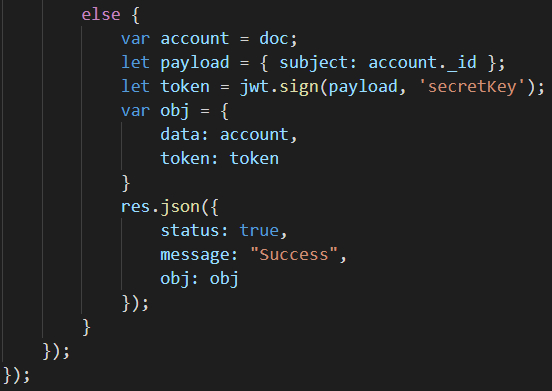 else {
var account = doc;
let payload = { subject: account._id };
let token = jwt.sign(payload, 'secretKey');
var obj = {
data: account,
token: token
}
res.json({
status: true,
message: "Success",
obj: obj
});
}
});
});